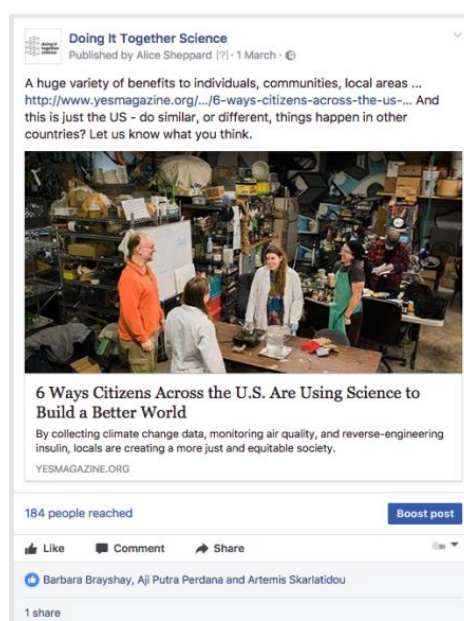 doing it
together
science
Doing It Together Science
Published by Alice Sheppard [?] · 1 March ·
A huge variety of benefits to individuals, communities, local areas ...
http://www.yesmagazine.org/.../6-ways-citizens-across-the-us-... And
this is just the US - do similar, or different, things happen in other
countries? Let us know what you think.
6 Ways Citizens Across the U.S. Are Using Science to
Build a Better World
By collecting climate change data, monitoring air quality, and reverse-engineering
insulin, locals are creating a more just and equitable society.
YESMAGAZINE.ORG
184 people reached
Boost post
Like Comment Share
Barbara Brayshay, Aji Putra Perdana and Artemis Skarlatidou
1 share